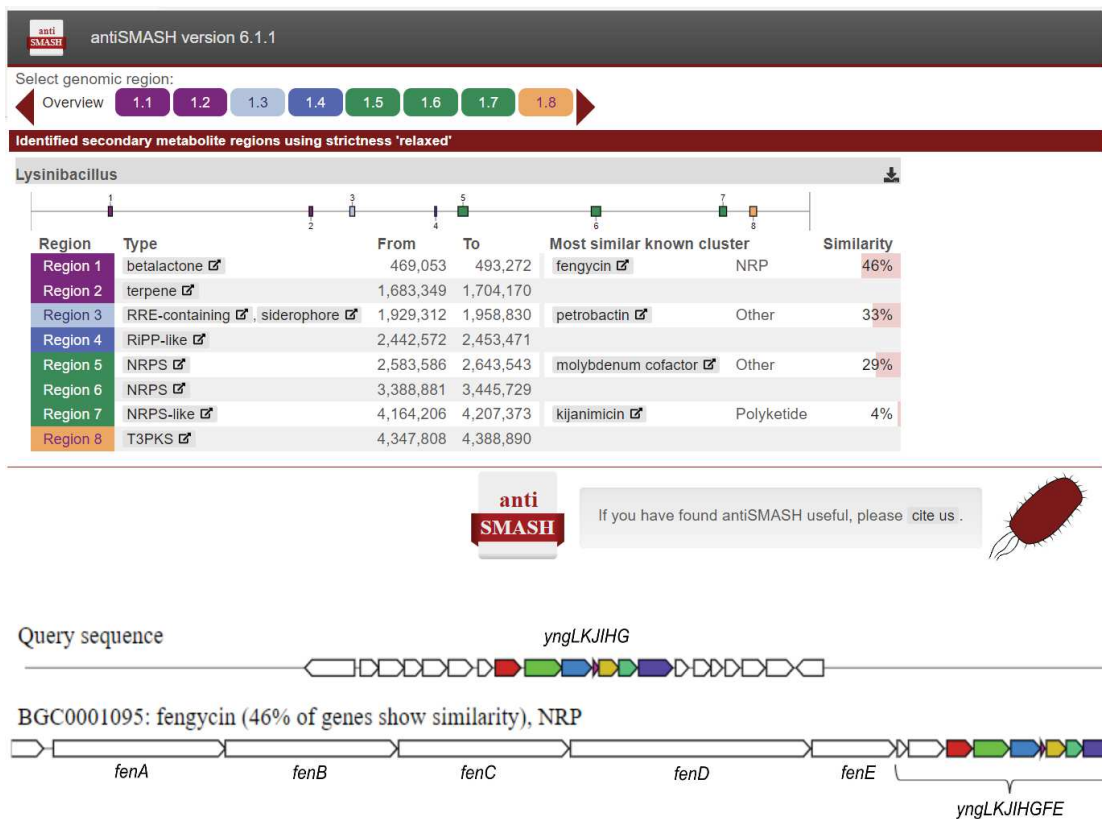 anti
SMASH
antiSMASH version 6.1.1
Select genomic region:
Overview 1.1 1.2 1.3 1.4 1.5 1.6 1.7 1.8
Identified secondary metabolite regions using strictness 'relaxed'
Lysinibacillus
1 3 5 7
2 4 6 8
Region Type From To Most similar known cluster Similarity
Region 1 betalactone 469,053 493,272 fengycin NRP 46%
Region 2 terpene 1,683,349 1,704,170
Region 3 RRE-containing , siderophore 1,929,312 1,958,830 petrobactin Other 33%
Region 4 RiPP-like 2,442,572 2,453,471
Region 5 NRPS 2,583,586 2,643,543 molybdenum cofactor Other 29%
Region 6 NRPS 3,388,881 3,445,729
Region 7 NRPS-like 4,164,206 4,207,373 kijanimicin Polyketide 4%
Region 8 T3PKS 4,347,808 4,388,890
anti
SMASH
If you have found antiSMASH useful, please cite us .
Query sequence
yngLKJIHG
BGC0001095: fengycin (46% of genes show similarity), NRP
fenA fenB fenC fenD fenE
yngLKJIHGFE